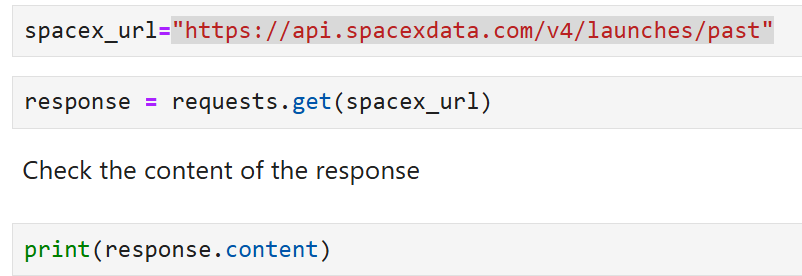 spacex_url="https://api.spacexdata.com/v4/launches/past"
response = requests.get(spacex_url)
Check the content of the response
print(response.content)